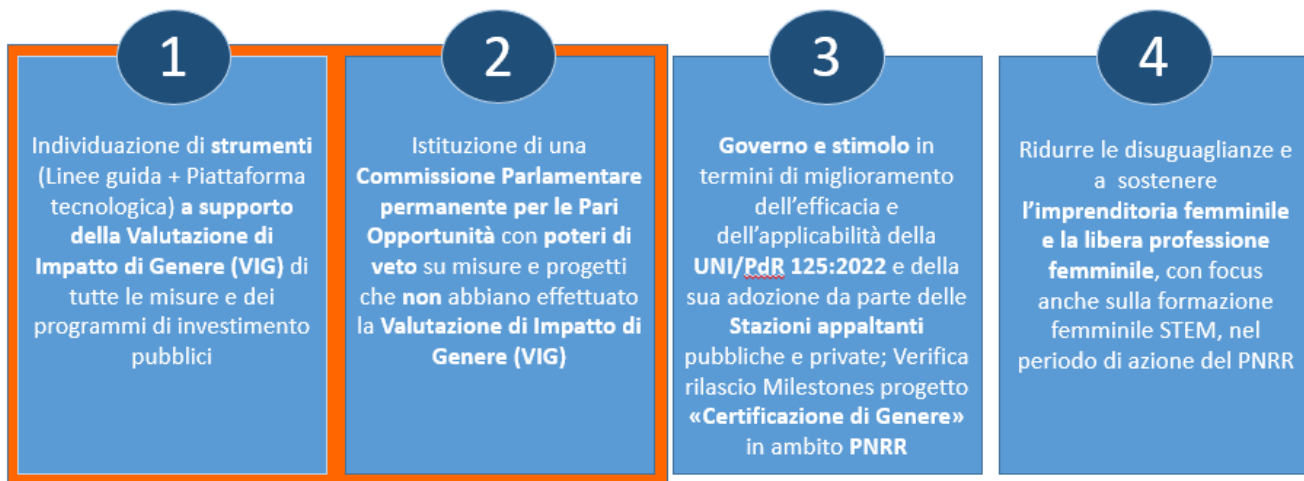 1
Individuazione di strumenti
(Linee guida + Piattaforma
tecnologica) a supporto
della Valutazione di
Impatto di Genere (VIG) di
tutte le misure e dei
programmi di investimento
pubblici
2
Istituzione di una
Commissione Parlamentare
permanente per le Pari
Opportunità con poteri di
veto su misure e progetti
che non abbiano effettuato
la Valutazione di Impatto di
Genere (VIG)
3
Governo e stimolo in
termini di miglioramento
dell'efficacia e
dell'applicabilità della
UNI/PdR 125:2022 e della
sua adozione da parte delle
Stazioni appaltanti
pubbliche e private; Verifica
rilascio Milestones progetto
«Certificazione di Genere»
in ambito PNRR
4
Ridurre le disuguaglianze e
a sostenere
l'imprenditoria femminile
e la libera professione
femminile, con focus
anche sulla formazione
femminile STEM, nel
periodo di azione del PNRR